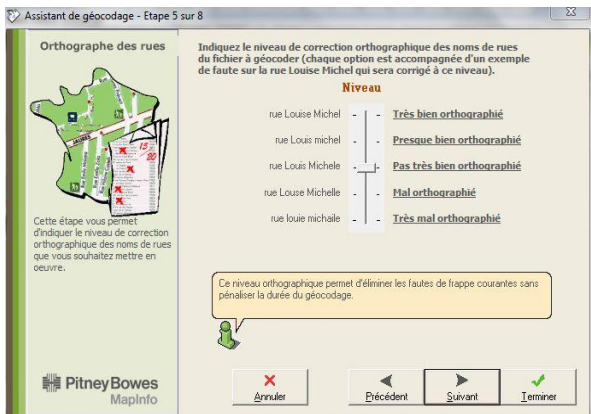 Assistant de géocodage - Etape 5 sur 8
Orthographe des rues
Cette étape vous permet
d'indiquer le niveau de correction
orthographique des noms de rues
que vous souhaitez mettre en
oeuvre.
PitneyBowes
MapInfo
Indiquez le niveau de correction orthographique des noms de rues
du fichier à géocoder (chaque option est accompagnée d'un exemple
de faute sur la rue Louise Michel qui sera corrigé à ce niveau).
Niveau
rue Louise Michel - - Très bien orthographié
rue Louis michel - - Presque bien orthographié
rue Louis Michele - - Pas très bien orthographié
rue Louse Michelle - - Mal orthographié
rue louie michaile - - Très mal orthographié
Ce niveau orthographique permet d'éliminer les fautes de frappe courantes sans
pénaliser la durée du géocodage.
Annuler Précédent Suivant Terminer